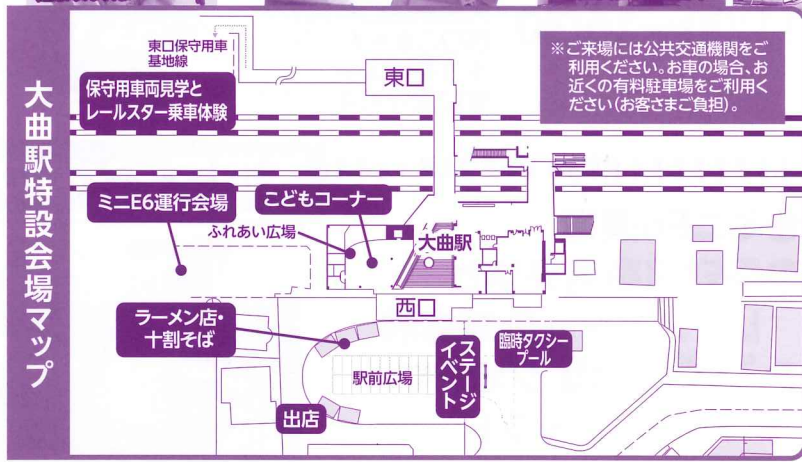 大曲駅特設会場マップ
東口保守用車
基地線
保守用車両見学と
レールスター乗車体験
東口
※ご来場には公共交通機関をご
利用ください。お車の場合、お
近くの有料駐車場をご利用く
ださい(お客さまご負担)。
ミニE6運行会場
こどもコーナー
ふれあい広場
大曲駅
西口
ラーメン店・
十割そば
駅前広場
ステージ
イベント
臨時タクシー
プール
出店